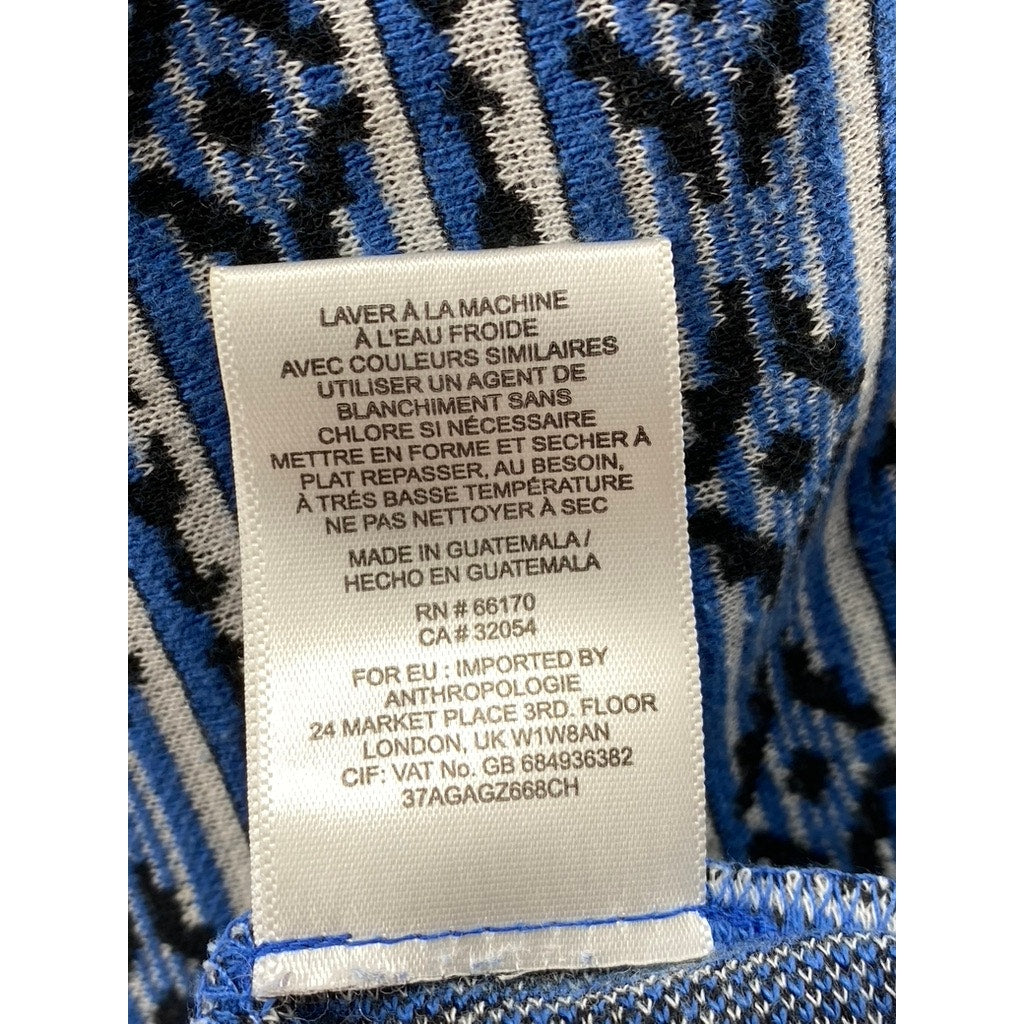 LAVER À LA MACHINE
À L'EAU FROIDE
AVEC COULEURS SIMILAIRES
UTILISER UN AGENT DE
BLANCHIMENT SANS
CHLORE SI NÉCESSAIRE
METTRE EN FORME ET SECHER À
PLAT REPASSER, AU BESOIN,
À TRÉS BASSE TEMPÉRATURE
NE PAS NETTOYER À SEC
MADE IN GUATEMALA /
HECHO EN GUATEMALA
RN # 66170
CA # 32054
FOR EU : IMPORTED BY
ANTHROPOLOGIE
24 MARKET PLACE 3RD. FLOOR
LONDON, UK W1W8AN
CIF: VAT No. GB 684936382
37AGAGZ668CH